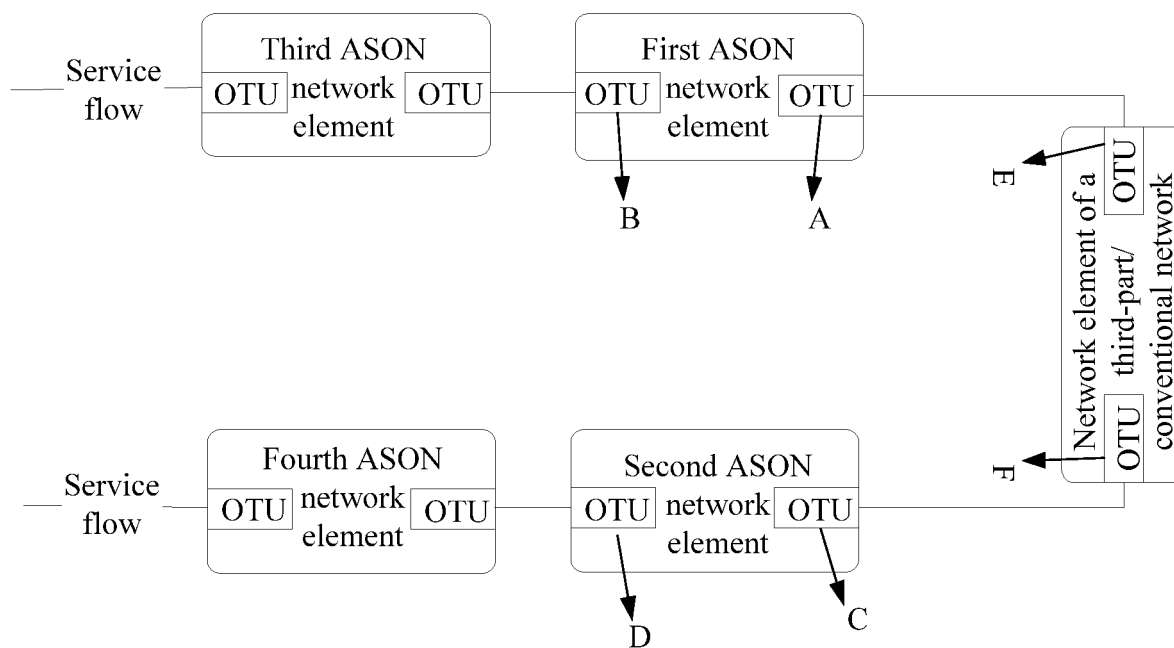 Service
flow
Third ASON
OTU network OTU
element
First ASON
OTU network OTU
element
B
A
E
OTU
Network element of a
third-part/
conventional network
OTU
F
Service
flow
Fourth ASON
OTU network OTU
element
Second ASON
OTU network OTU
element
D
C